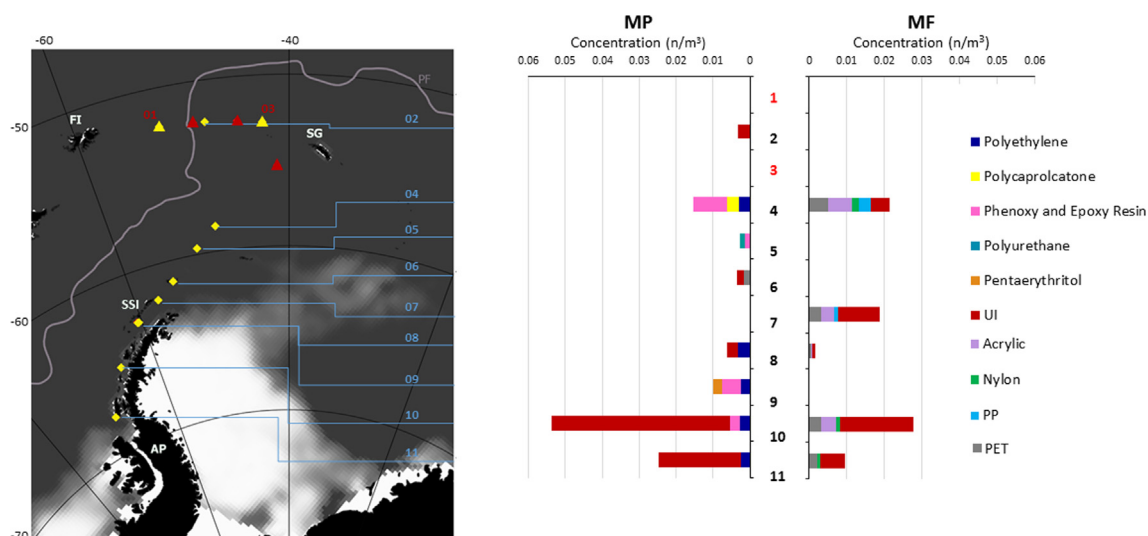 -60
-40
PF
-50
FI
01
03
02
SG
04
05
06
SSI
07
-60
08
09
10
AP
11
-70
MP
MF
Concentration (n/m³)
Concentration (n/m³)
0.06 0.05 0.04 0.03 0.02 0.01 0
0 0.01 0.02 0.03 0.04 0.05 0.06
1
2
3
4
5
6
7
8
9
10
11
Polyethylene
Polycaprolcatone
Phenoxy and Epoxy Resin
Polyurethane
Pentaerythritol
UI
Acrylic
Nylon
PP
PET